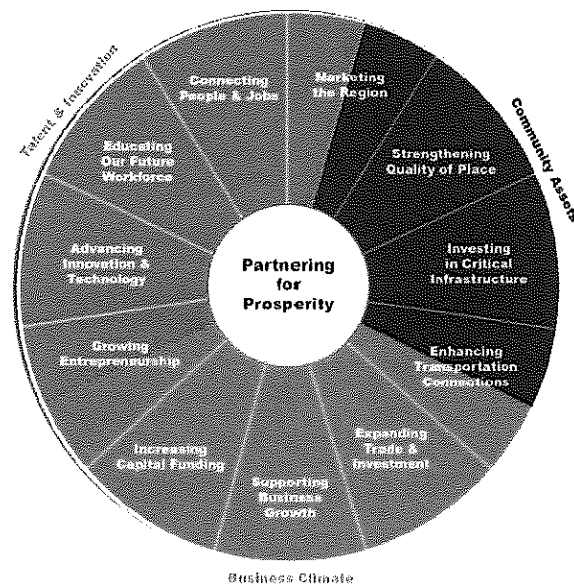 Talent & Innovation
Connecting
People & Jobs
Marketing
the Region
Community Assets
Educating
Our Future
Workforce
Strengthening
Quality of Place
Advancing
Innovation &
Technology
Partnering
for
Prosperity
Investing
in Critical
Infrastructure
Growing
Entrepreneurship
Enhancing
Transportation
Connections
Increasing
Capital Funding
Expanding
Trade &
Investment
Supporting
Business
Growth
Business Climate